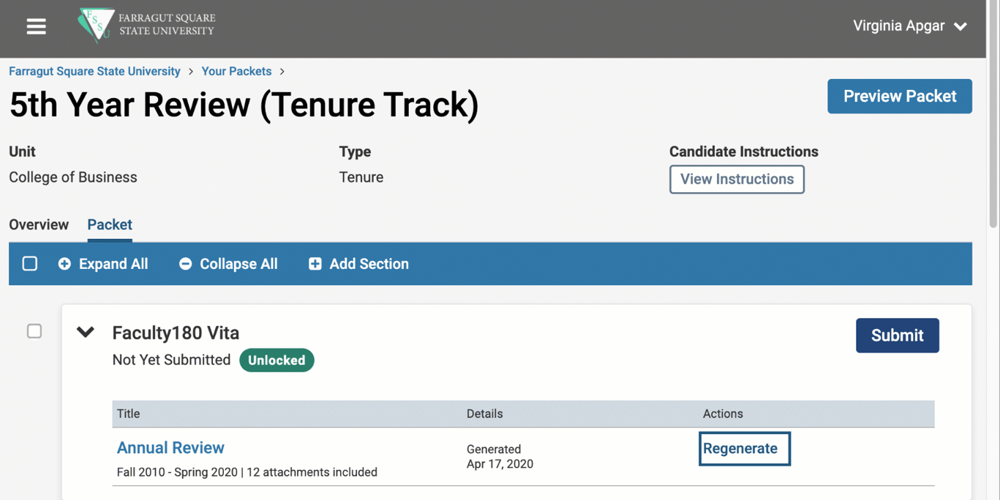 FSSU
FARRAGUT SQUARE
STATE UNIVERSITY
Virginia Apgar
Farragut Square State University > Your Packets >
5th Year Review (Tenure Track)
Preview Packet
Unit
College of Business
Type
Tenure
Candidate Instructions
View Instructions
Overview Packet
Expand All Collapse All Add Section
Faculty180 Vita
Submit
Not Yet Submitted Unlocked
Title Details Actions
Annual Review
Fall 2010 - Spring 2020 | 12 attachments included
Generated
Apr 17, 2020
Regenerate